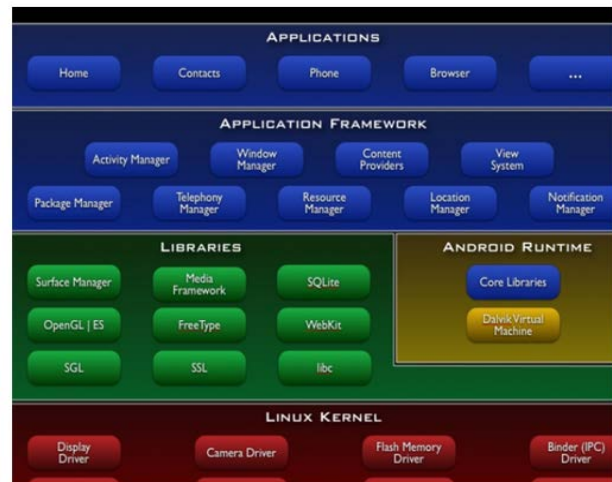 APPLICATIONS
Home Contacts Phone Browser ...
APPLICATION FRAMEWORK
Activity Manager Window Manager Content Providers View System
Package Manager Telephony Manager Resource Manager Location Manager Notification Manager
LIBRARIES ANDROID RUNTIME
Surface Manager Media Framework SQLite Core Libraries
OpenGL | ES FreeType WebKit Dalvik Virtual Machine
SGL SSL libc
LINUX KERNEL
Display Driver Camera Driver Flash Memory Driver Binder (IPC) Driver